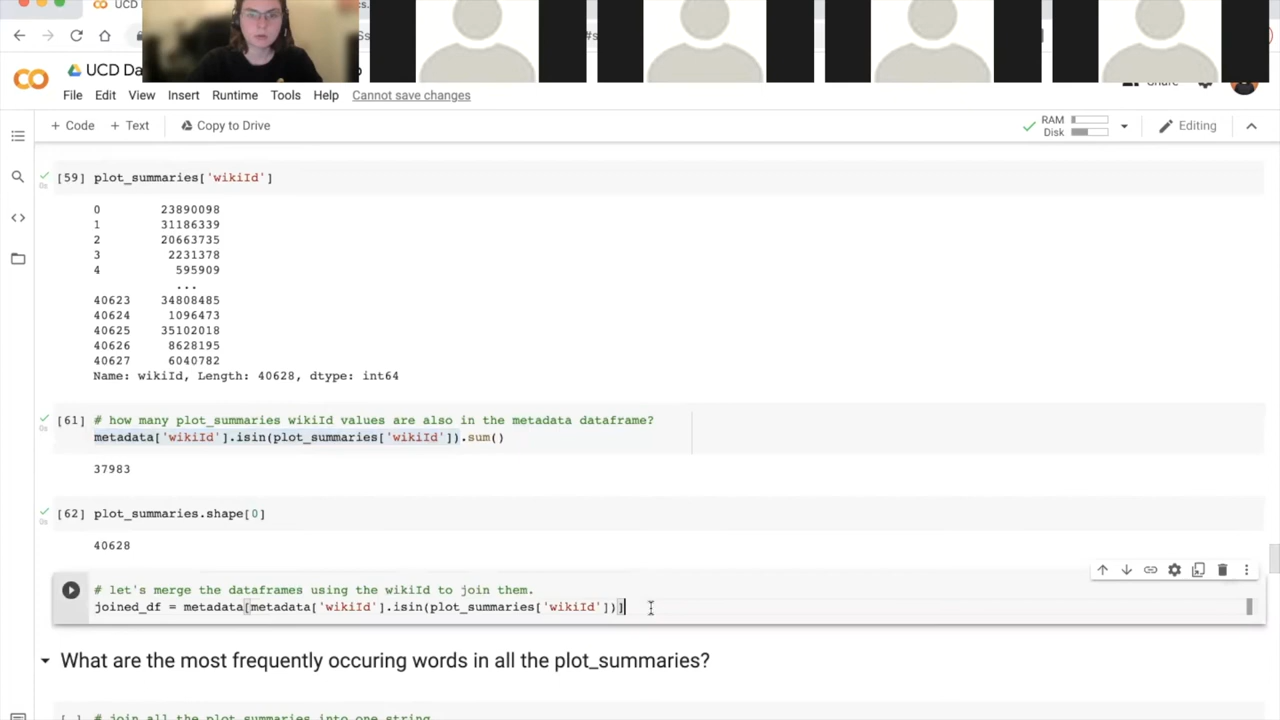 UCD
UCD Da
File Edit View Insert Runtime Tools Help Cannot save changes
+ Code + Text Copy to Drive
RAM
Disk
Editing
[59] plot_summaries['wikiId']
0 23890098
1 31186339
2 20663735
3 2231378
4 595909
...
40623 34808485
40624 1096473
40625 35102018
40626 8628195
40627 6040782
Name: wikiId, Length: 40628, dtype: int64
[61] # how many plot_summaries wikiId values are also in the metadata dataframe?
metadata['wikiId'].isin(plot_summaries['wikiId']).sum()
37983
[62] plot_summaries.shape[0]
40628
# let's merge the dataframes using the wikiId to join them.
joined_df = metadata[metadata['wikiId'].isin(plot_summaries['wikiId'])]
What are the most frequently occuring words in all the plot_summaries?
[ ] # join all the plot summaries into one string